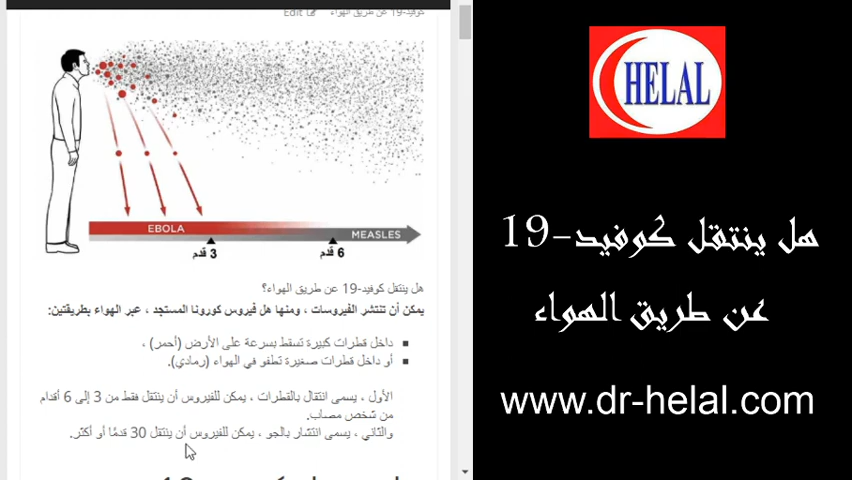 كوفيد-19 عن طريق الهواء Edit
EBOLA
MEASLES
3 قدم
6 قدم
هل ينتقل كوفيد-19 عن طريق الهواء؟
يمكن أن تنتشر الفيروسات ، ومنها هل فيروس كورونا المستجد ، عبر الهواء بطريقتين:
داخل قطرات كبيرة تسقط بسرعة على الأرض (أحمر) ،
أو داخل قطرات صغيرة تطفو في الهواء (رمادي).
الأول ، يسمى انتقال بالقطرات ، يمكن للفيروس أن ينتقل فقط من 3 إلى 6 أقدام
من شخص مصاب.
والثاني ، يسمى انتشار بالجو ، يمكن للفيروس أن ينتقل 30 قدمًا أو أكثر.
HELAL
هل ينتقل كوفيد-19
عن طريق الهواء
www.dr-helal.com